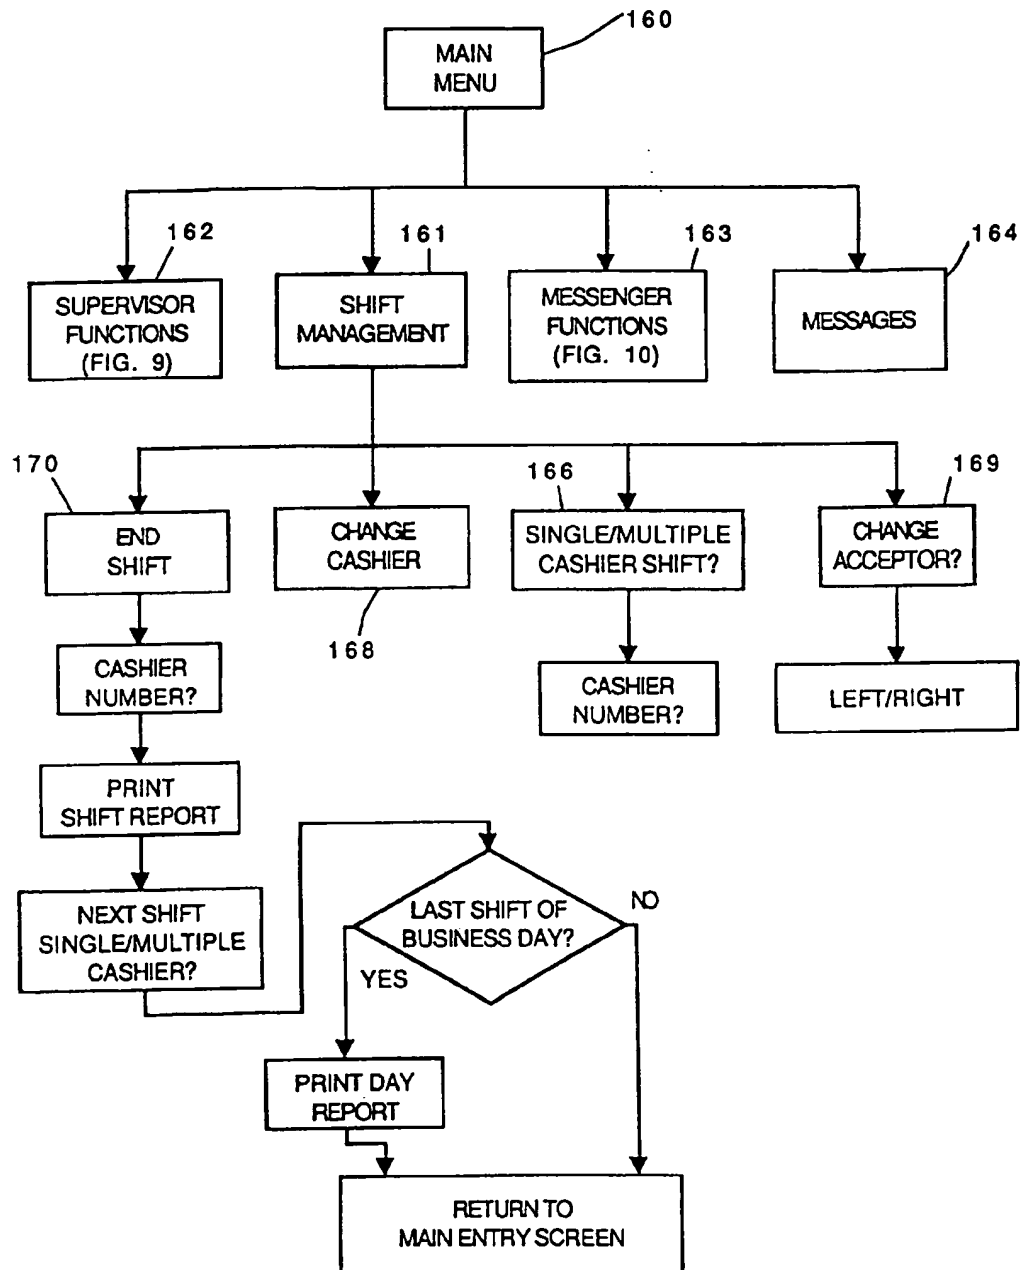 160
MAIN
MENU
162
161
163
164
SUPERVISOR
FUNCTIONS
(FIG. 9)
SHIFT
MANAGEMENT
MESSENGER
FUNCTIONS
(FIG. 10)
MESSAGES
170
166
169
END
SHIFT
CHANGE
CASHIER
SINGLE/MULTIPLE
CASHIER SHIFT?
CHANGE
ACCEPTOR?
168
CASHIER
NUMBER?
CASHIER
NUMBER?
LEFT/RIGHT
PRINT
SHIFT REPORT
NEXT SHIFT
SINGLE/MULTIPLE
CASHIER?
LAST SHIFT OF
BUSINESS DAY?
NO
YES
PRINT DAY
REPORT
RETURN TO
MAIN ENTRY SCREEN